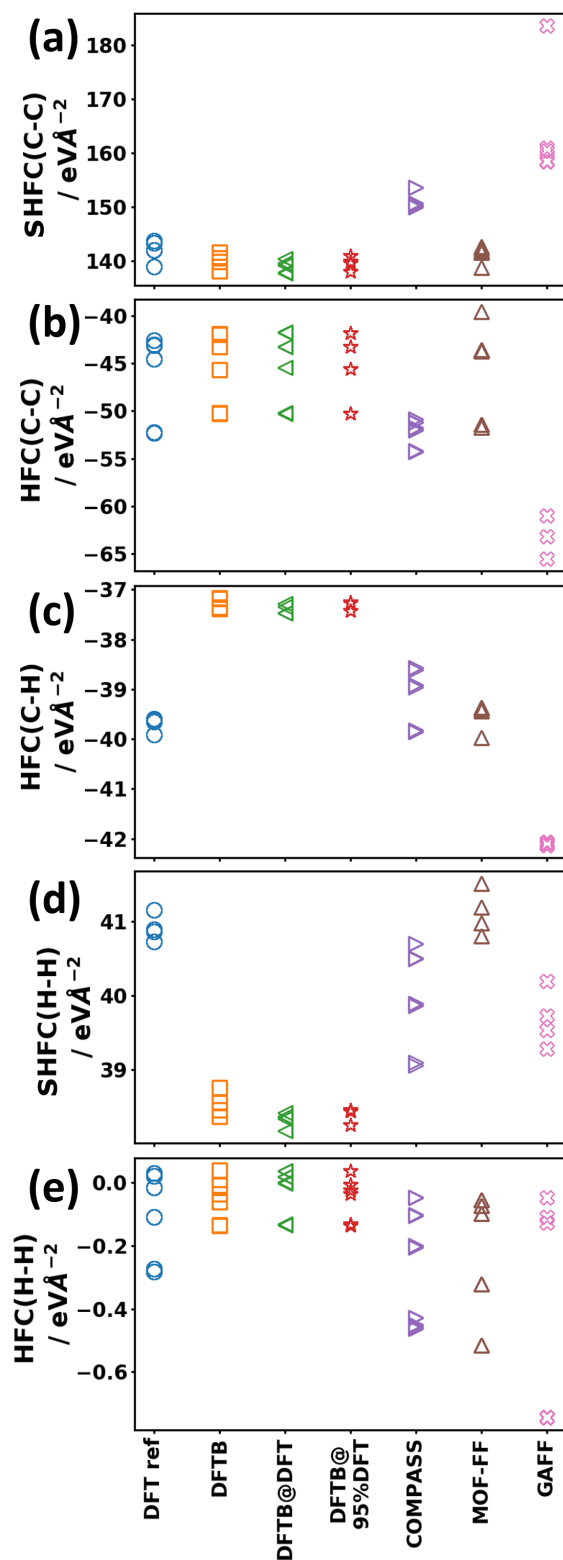 (a)
SHFC(C-C)
/ eVÅ⁻²
180
170
160
150
140
(b)
HFC(C-C)
/ eVÅ⁻²
−40
−45
−50
−55
−60
−65
(c)
HFC(C-H)
/ eVÅ⁻²
−37
−38
−39
−40
−41
−42
(d)
SHFC(H-H)
/ eVÅ⁻²
41
40
39
(e)
HFC(H-H)
/ eVÅ⁻²
0.0
−0.2
−0.4
−0.6
DFT ref
DFTB
DFTB@DFT
DFTB@
95%DFT
COMPASS
MOF-FF
GAFF